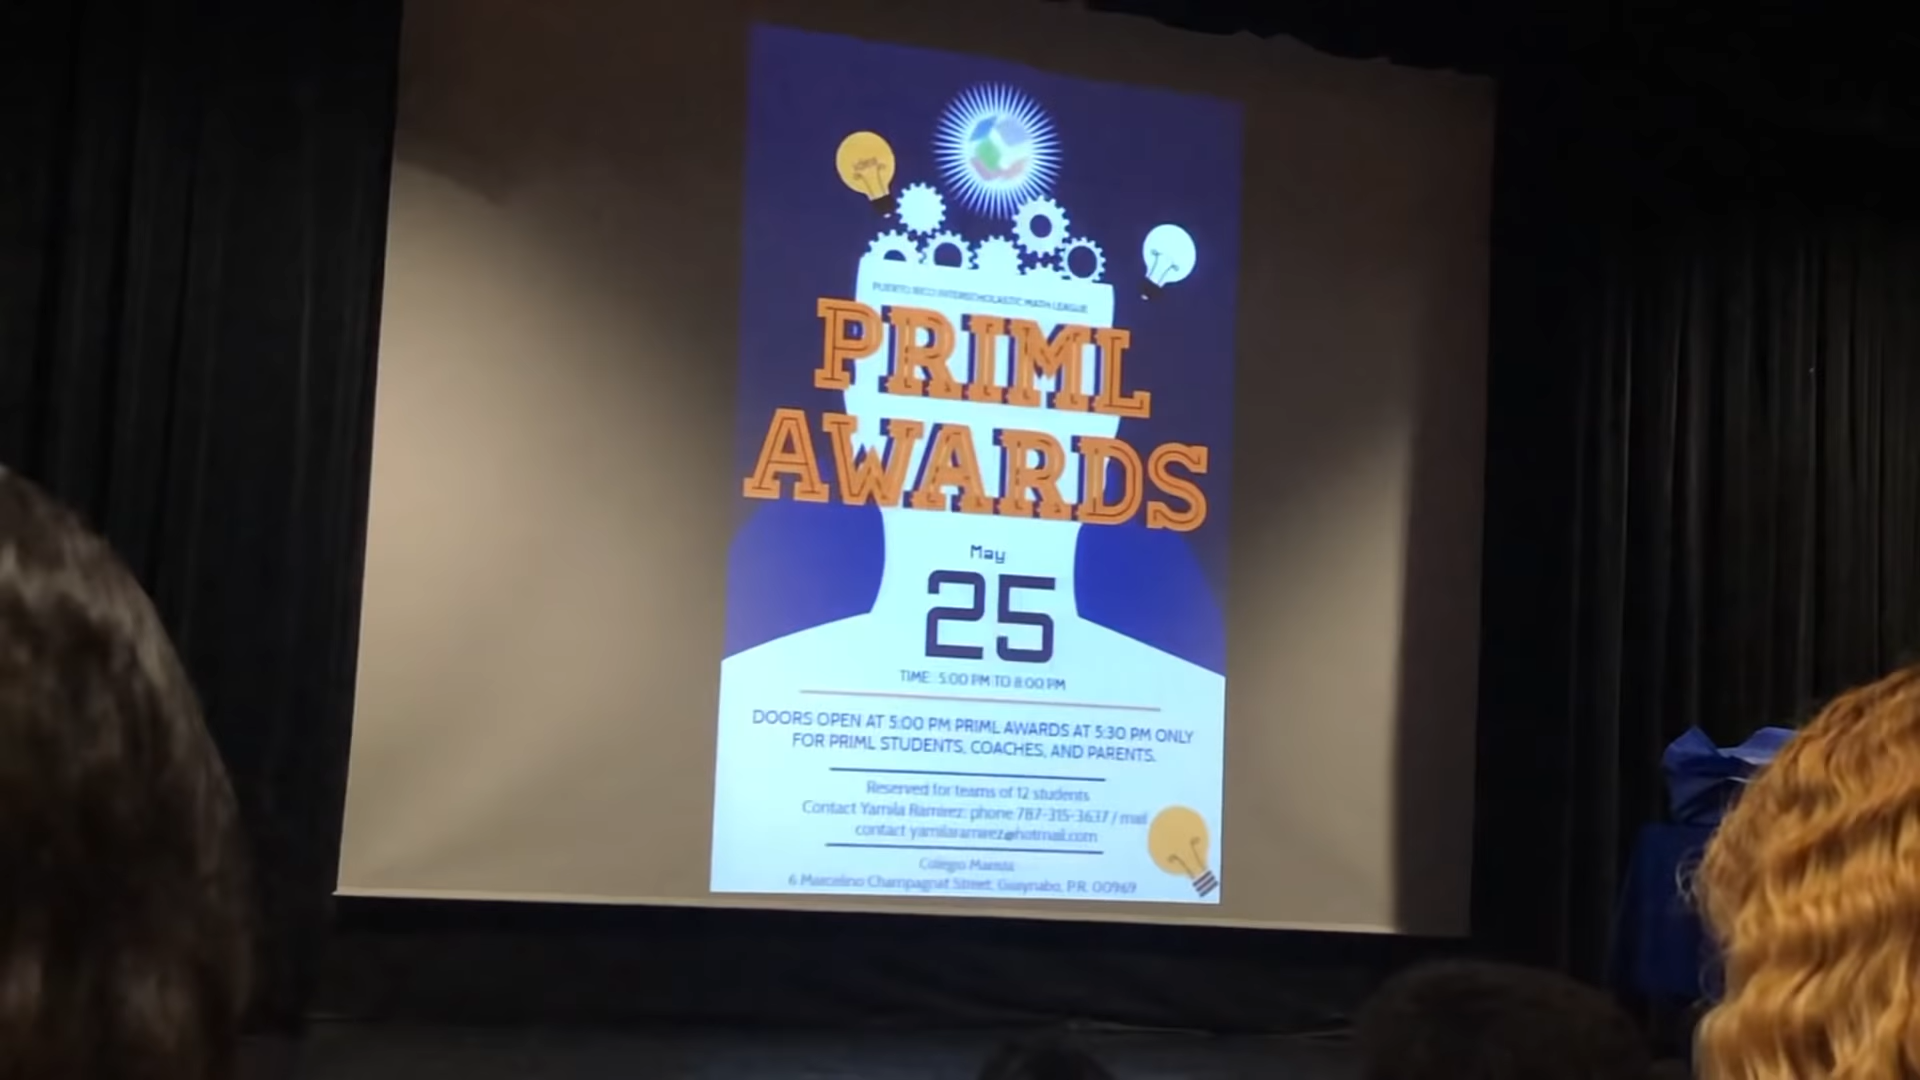 idea
PUERTO RICO INTERSCHOLASTIC MATH LEAGUE
PRIML
AWARDS
May
25
TIME: 5:00 PM TO 8:00 PM
DOORS OPEN AT 5:00 PM PRIML AWARDS AT 5:30 PM ONLY
FOR PRIML STUDENTS, COACHES, AND PARENTS.
Reserved for teams of 12 students
Contact Yamila Ramirez: phone 787-315-3637 / mail
contact yamilaramirez@hotmail.com
Colegio Marista
6 Marcelino Champagnat Street, Guaynabo, P.R. 00969